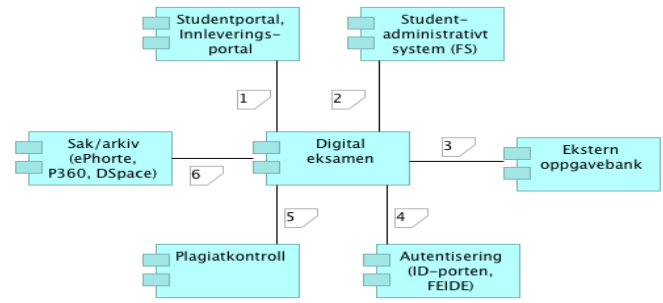 Studentportal,
Innleverings-
portal
Student-
administrativt
system (FS)
1
2
Sak/arkiv
(ePhorte,
P360, DSpace)
Digital
eksamen
3
Ekstern
oppgavebank
6
5
4
Plagiatkontroll
Autentisering
(ID-porten,
FEIDE)